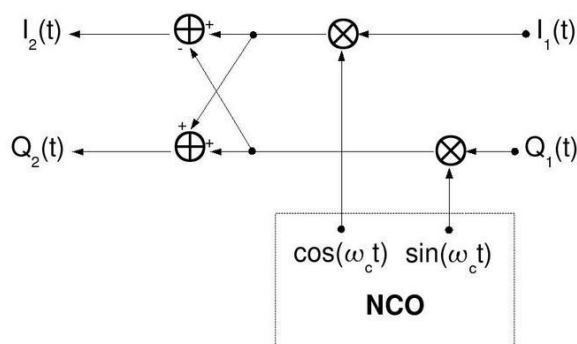 I2(t) + - I1(t)
Q2(t) + + Q1(t)
cos(ωct) sin(ωct)
NCO